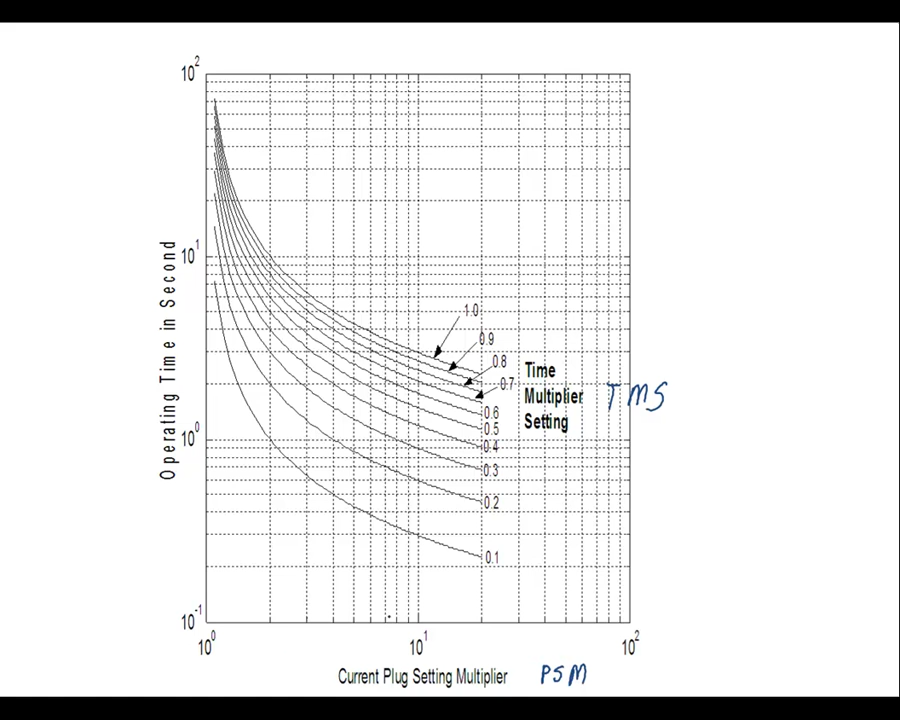 10^2
10^1
10^0
10^-1
Operating Time in Second
1.0
0.9
0.8
0.7
0.6
0.5
0.4
0.3
0.2
0.1
Time
Multiplier
Setting
TMS
10^0
10^1
10^2
Current Plug Setting Multiplier
PSM